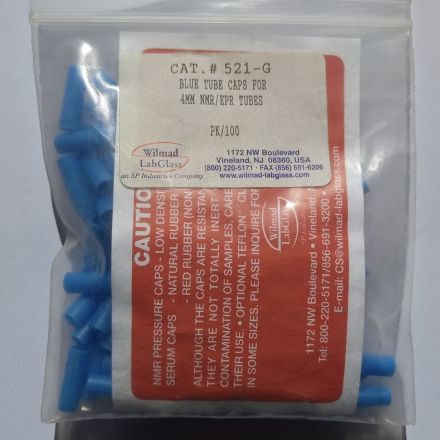 CAT.# 521-G
BLUE TUBE CAPS FOR
4MM NMR/EPR TUBES
PK/100
Wilmad
LabGlass
an SP Industries Company
1172 NW Boulevard
Vineland, NJ 08360, USA
(800) 220-5171 · FAX (856) 691-6206
www.wilmad-labglass.com
CAUTIO
NMR PRESSURE CAPS - LOW DENS
SERUM CAPS - NATURAL RUBBER
- RED RUBBER (NON
ALTHOUGH THE CAPS ARE RESISTAN
THEY ARE NOT TOTALLY INERT
CONTAMINATION OF SAMPLES, CARE
THEIR USE. • OPTIONAL TEFLON CL
IN SOME SIZES. PLEASE INQUIRE FO
Wilmad
LabGlass
1172 NW Boulevard • Vineland,
Tel: 800-220-5171/856-691-3200
E-mail: CS@wilmad-labglass.com